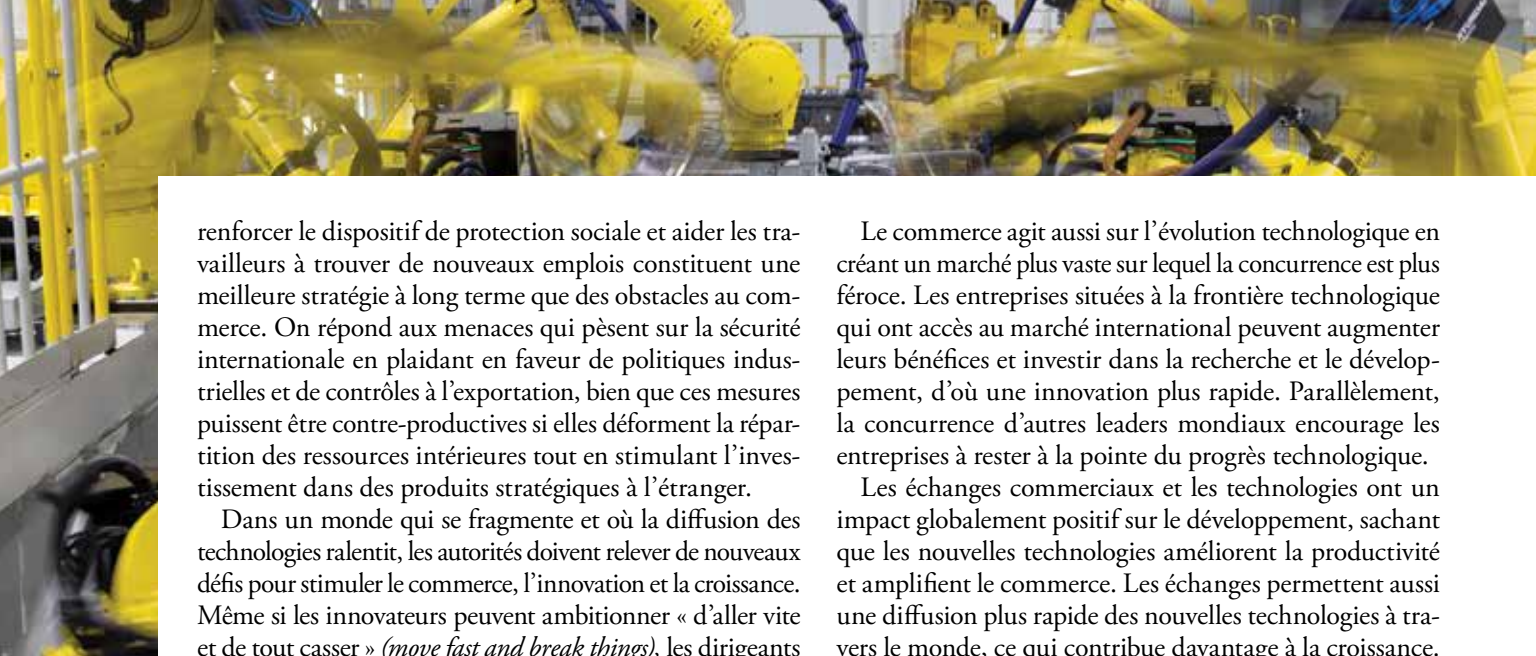 renforcer le dispositif de protection sociale et aider les tra-
vailleurs à trouver de nouveaux emplois constituent une
meilleure stratégie à long terme que des obstacles au com-
merce. On répond aux menaces qui pèsent sur la sécurité
internationale en plaidant en faveur de politiques indus-
trielles et de contrôles à l’exportation, bien que ces mesures
puissent être contre-productives si elles déforment la répar-
tition des ressources intérieures tout en stimulant l’inves-
tissement dans des produits stratégiques à l’étranger.
Dans un monde qui se fragmente et où la diffusion des
technologies ralentit, les autorités doivent relever de nouveaux
défis pour stimuler le commerce, l’innovation et la croissance.
Même si les innovateurs peuvent ambitionner « d’aller vite
et de tout casser » (move fast and break things), les dirigeants
Le commerce agit aussi sur l’évolution technologique en
créant un marché plus vaste sur lequel la concurrence est plus
féroce. Les entreprises situées à la frontière technologique
qui ont accès au marché international peuvent augmenter
leurs bénéfices et investir dans la recherche et le dévelop-
pement, d’où une innovation plus rapide. Parallèlement,
la concurrence d’autres leaders mondiaux encourage les
entreprises à rester à la pointe du progrès technologique.
Les échanges commerciaux et les technologies ont un
impact globalement positif sur le développement, sachant
que les nouvelles technologies améliorent la productivité
et amplifient le commerce. Les échanges permettent aussi
une diffusion plus rapide des nouvelles technologies à tra-
vers le monde, ce qui contribue davantage à la croissance.